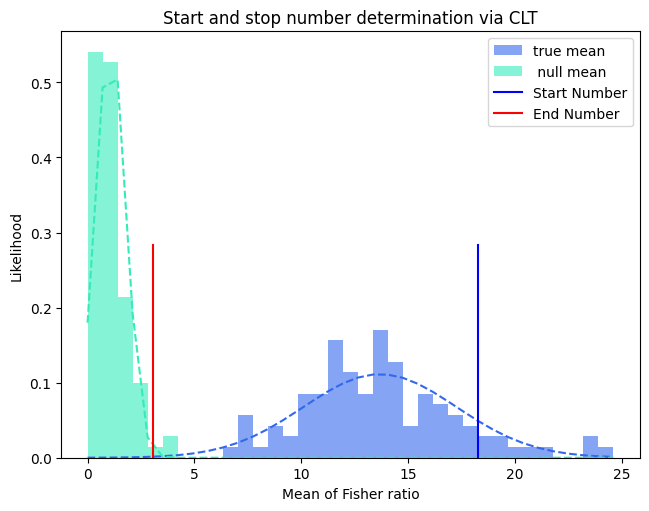 Start and stop number determination via CLT
true mean
null mean
Start Number
End Number
Likelihood
0.5
0.4
0.3
0.2
0.1
0.0
0 5 10 15 20 25
Mean of Fisher ratio